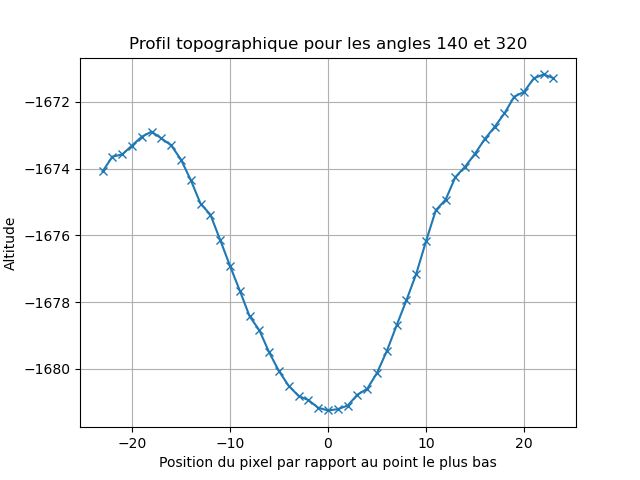 Profil topographique pour les angles 140 et 320
−1672
−1674
−1676
−1678
−1680
Altitude
−20 −10 0 10 20
Position du pixel par rapport au point le plus bas